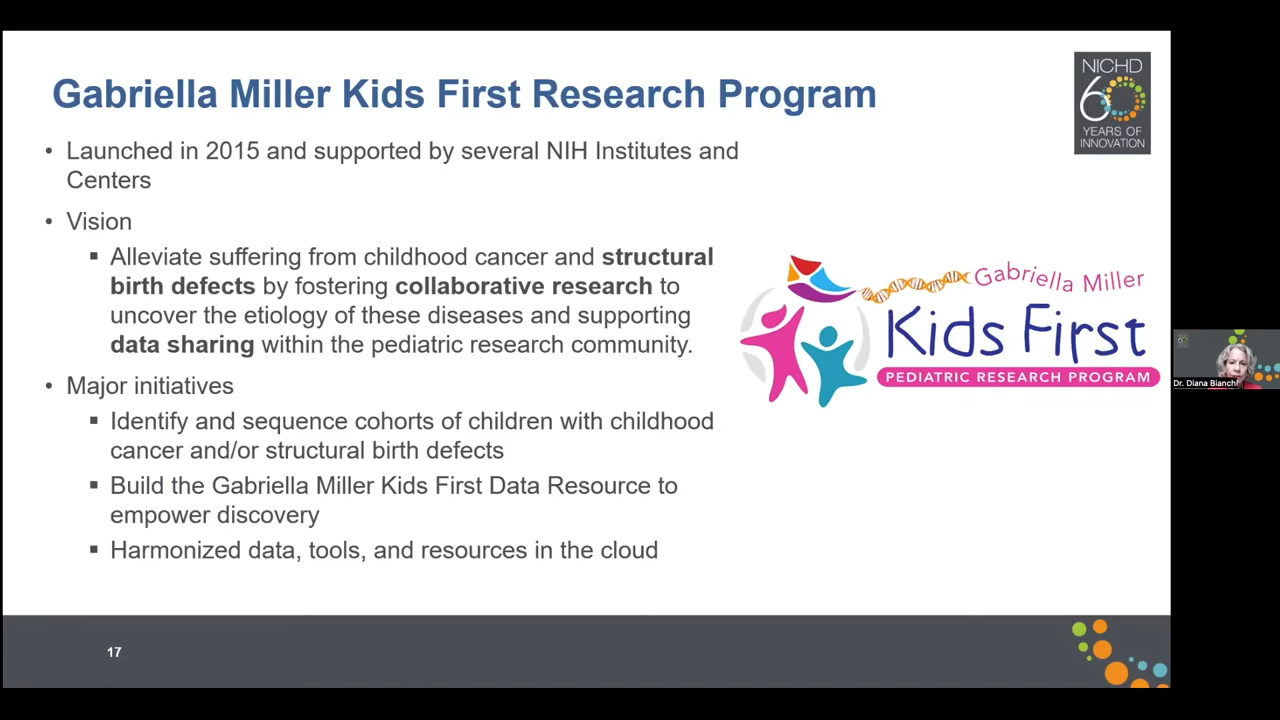 Gabriella Miller Kids First Research Program
NICHD
60
YEARS OF
INNOVATION
• Launched in 2015 and supported by several NIH Institutes and
Centers
• Vision
▪ Alleviate suffering from childhood cancer and structural
birth defects by fostering collaborative research to
uncover the etiology of these diseases and supporting
data sharing within the pediatric research community.
• Major initiatives
▪ Identify and sequence cohorts of children with childhood
cancer and/or structural birth defects
▪ Build the Gabriella Miller Kids First Data Resource to
empower discovery
▪ Harmonized data, tools, and resources in the cloud
Gabriella Miller
Kids First
PEDIATRIC RESEARCH PROGRAM
60
Dr. Diana Bianchi
17